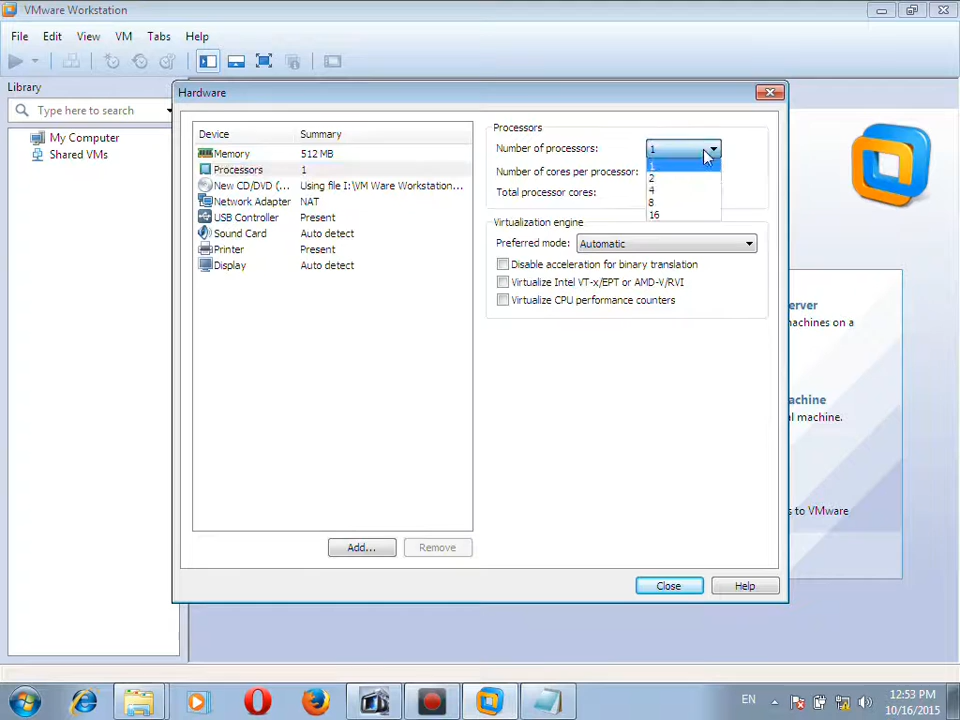 VMware Workstation
File Edit View VM Tabs Help
Library
Type here to search
My Computer
Shared VMs
Hardware
Device Summary
Memory 512 MB
Processors 1
New CD/DVD (... Using file I:\VM Ware Workstation...
Network Adapter NAT
USB Controller Present
Sound Card Auto detect
Printer Present
Display Auto detect
Add... Remove
Processors
Number of processors: 1
1
2
4
8
16
Number of cores per processor:
Total processor cores:
Virtualization engine
Preferred mode: Automatic
Disable acceleration for binary translation
Virtualize Intel VT-x/EPT or AMD-V/RVI
Virtualize CPU performance counters
Close Help
erver
machines on a
achine
al machine.
s to VMware
EN
12:53 PM
10/16/2015